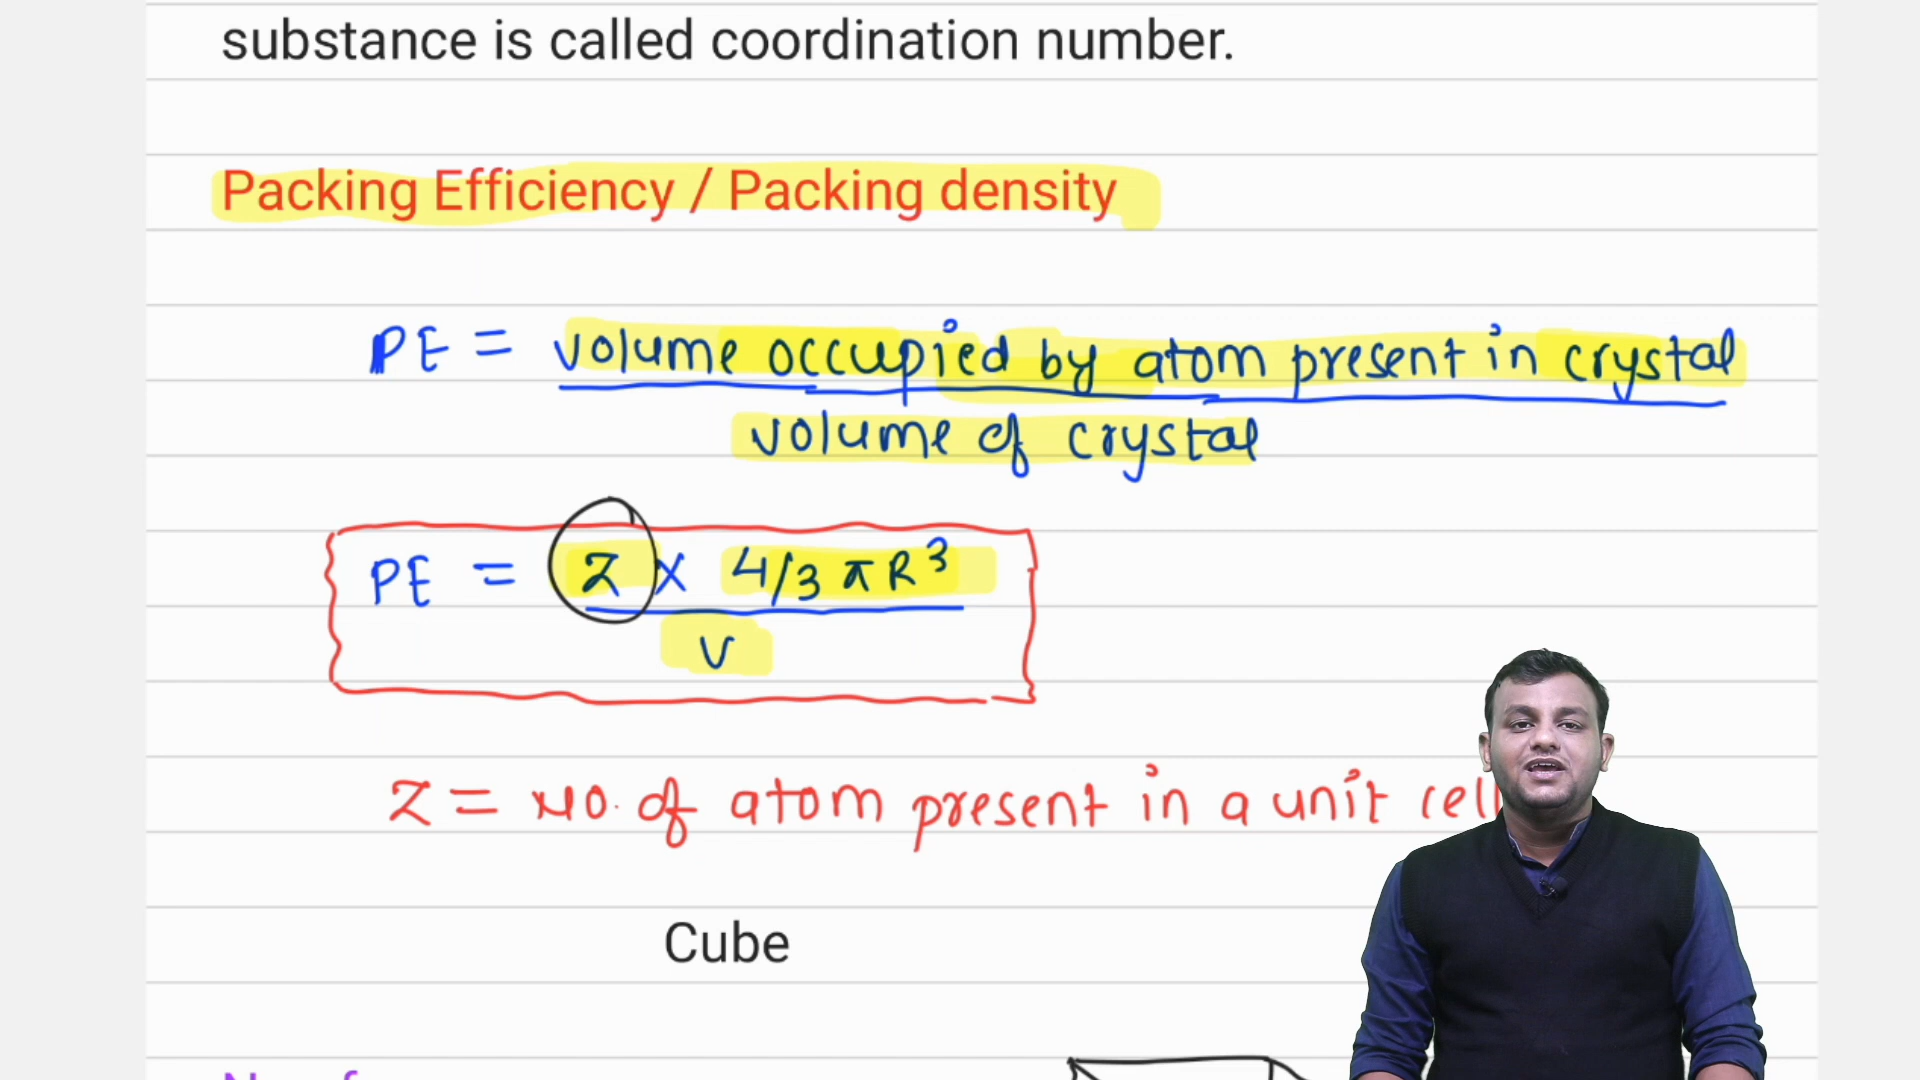 substance is called coordination number.
Packing Efficiency / Packing density
PE = volume occupied by atom present in crystal
volume of crystal
PE = Z × 4/3 π R³
V
Z = No. of atom present in a unit cell
Cube